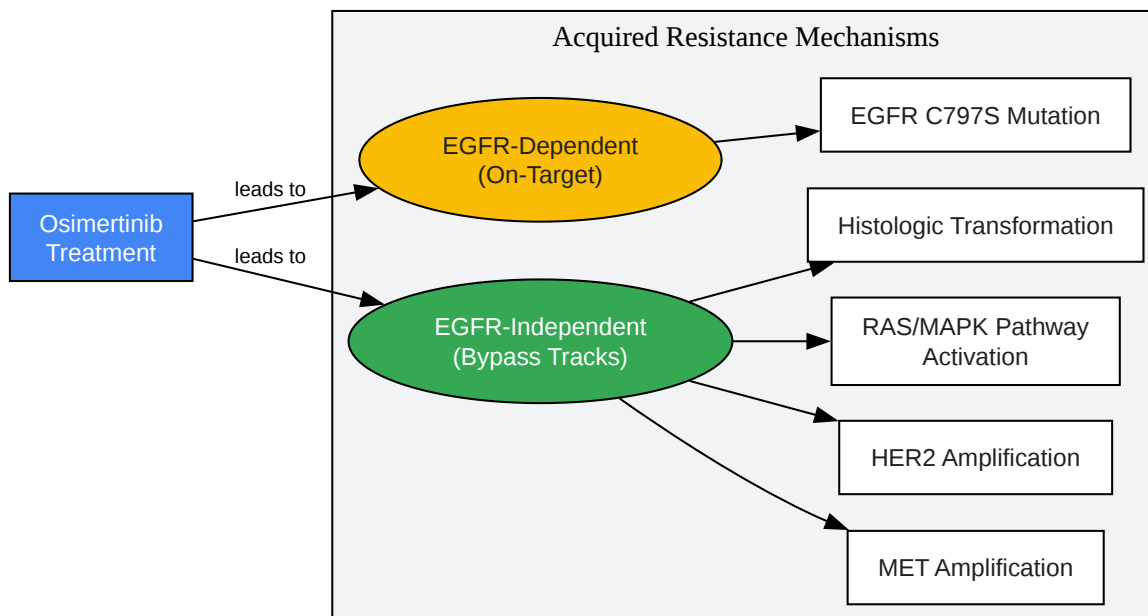 Acquired Resistance Mechanisms
Osimertinib
Treatment
leads to
leads to
EGFR-Dependent
(On-Target)
EGFR-Independent
(Bypass Tracks)
EGFR C797S Mutation
Histologic Transformation
RAS/MAPK Pathway
Activation
HER2 Amplification
MET Amplification